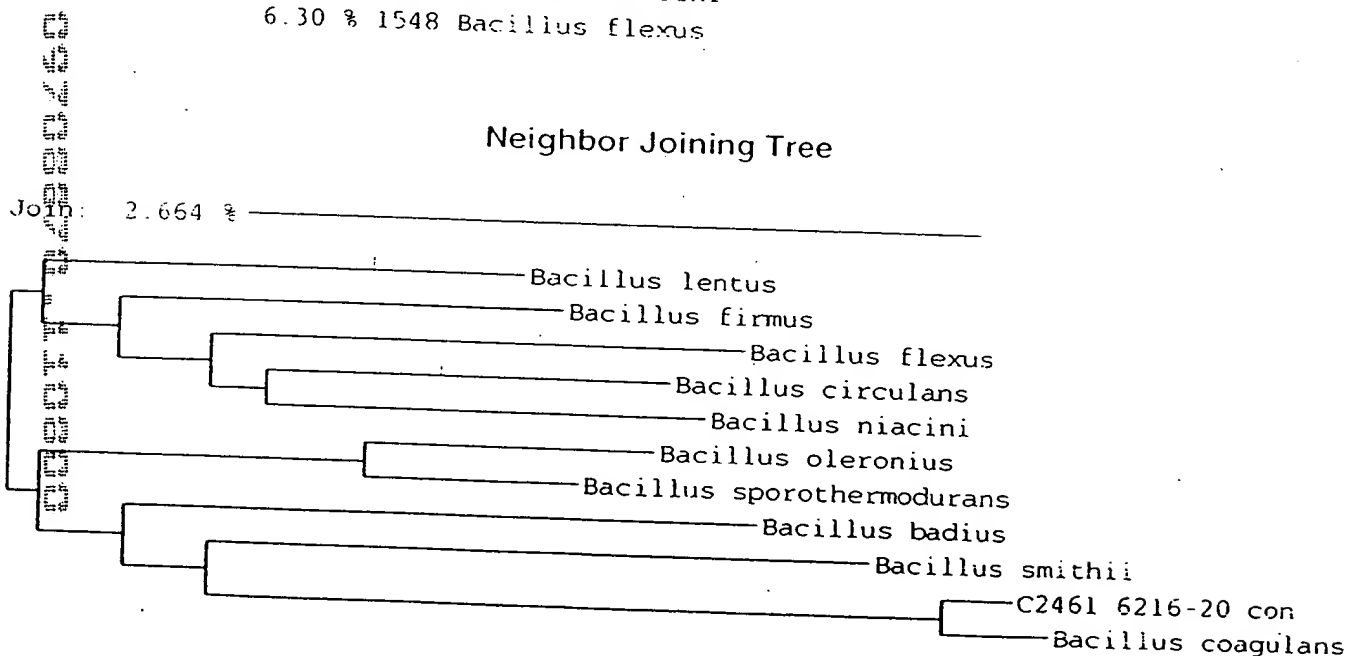 6.30 % 1548 Bacillus flexus
Neighbor Joining Tree
Join: 2.664 %
Bacillus lentus
Bacillus firmus
Bacillus flexus
Bacillus circulans
Bacillus niacini
Bacillus oleronius
Bacillus sporothermodurans
Bacillus badius
Bacillus smithii
C2461 6216-20 con
Bacillus coagulans